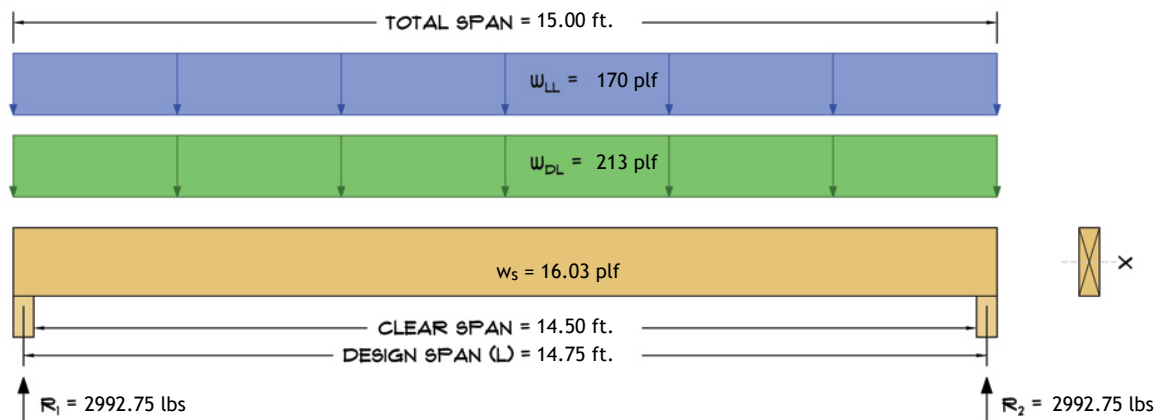 TOTAL SPAN = 15.00 ft.
WLL = 170 plf
WDL = 213 plf
ws = 16.03 plf
X
CLEAR SPAN = 14.50 ft.
DESIGN SPAN (L) = 14.75 ft.
R1 = 2992.75 lbs
R2 = 2992.75 lbs